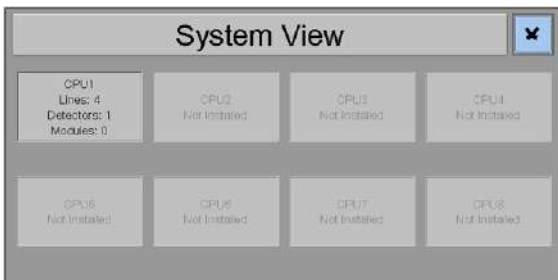 System View
CPU1
Lines: 4
Detectors: 1
Modules: 0
CPU2
Not Installed
CPU3
Not Installed
CPU4
Not Installed
CPU5
Not Installed
CPU6
Not Installed
CPU7
Not Installed
CPU8
Not Installed